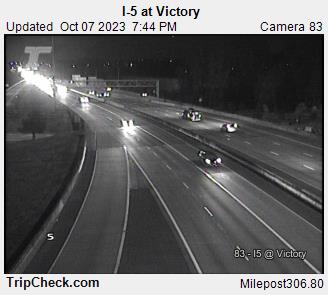 I-5 at Victory
Updated Oct 07 2023 7:44 PM Camera 83
S
83 - I5 @ Victory
TripCheck.com Milepost306.80